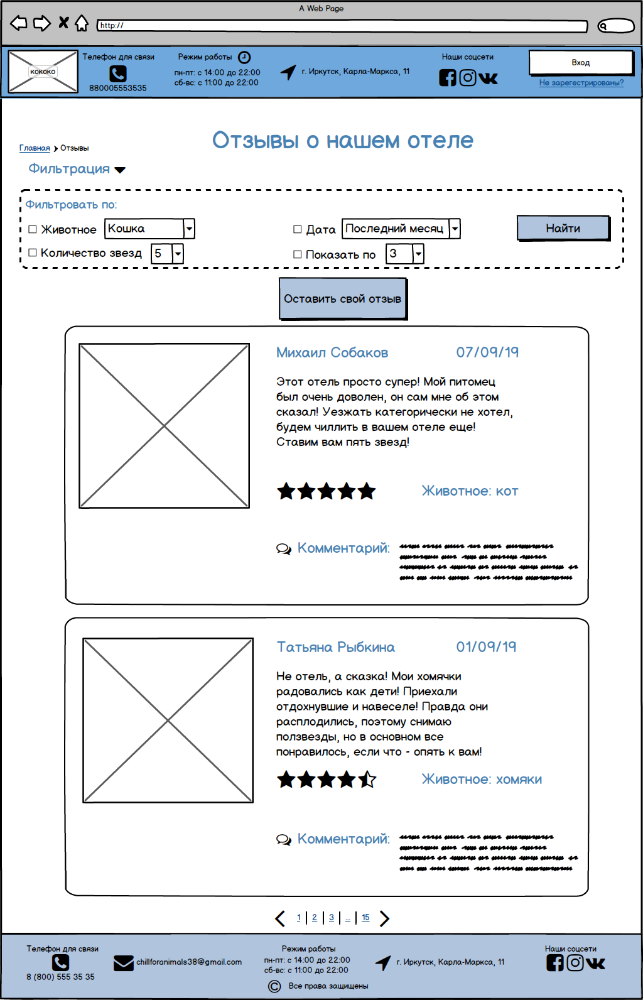 A Web Page
http://
кококо
Телефон для связи
880005553535
Режим работы
пн-пт: с 14:00 до 22:00
сб-вс: с 11:00 до 22:00
г. Иркутск, Карла-Маркса, 11
Наши соцсети
Вход
Не зарегестрированы?
Главная > Отзывы
Отзывы о нашем отеле
Фильтрация
Фильтровать по:
Животное Кошка
Дата Последний месяц
Найти
Количество звезд 5
Показать по 3
Оставить свой отзыв
Михаил Собаков 07/09/19
Этот отель просто супер! Мой питомец
был очень доволен, он сам мне об этом
сказал! Уезжать категорически не хотел,
будем чиллить в вашем отеле еще!
Ставим вам пять звезд!
Животное: кот
Комментарий:
Татьяна Рыбкина 01/09/19
Не отель, а сказка! Мои хомячки
радовались как дети! Приехали
отдохнувшие и навеселе! Правда они
расплодились, поэтому снимаю
ползвезды, но в основном все
понравилось, если что - опять к вам!
Животное: хомяки
Комментарий:
1 | 2 | 3 | ... | 15
Телефон для связи
8 (800) 555 35 35
chillforanimals38@gmail.com
Режим работы
пн-пт: с 14:00 до 22:00
сб-вс: с 11:00 до 22:00
г. Иркутск, Карла-Маркса, 11
Наши соцсети
© Все права защищены